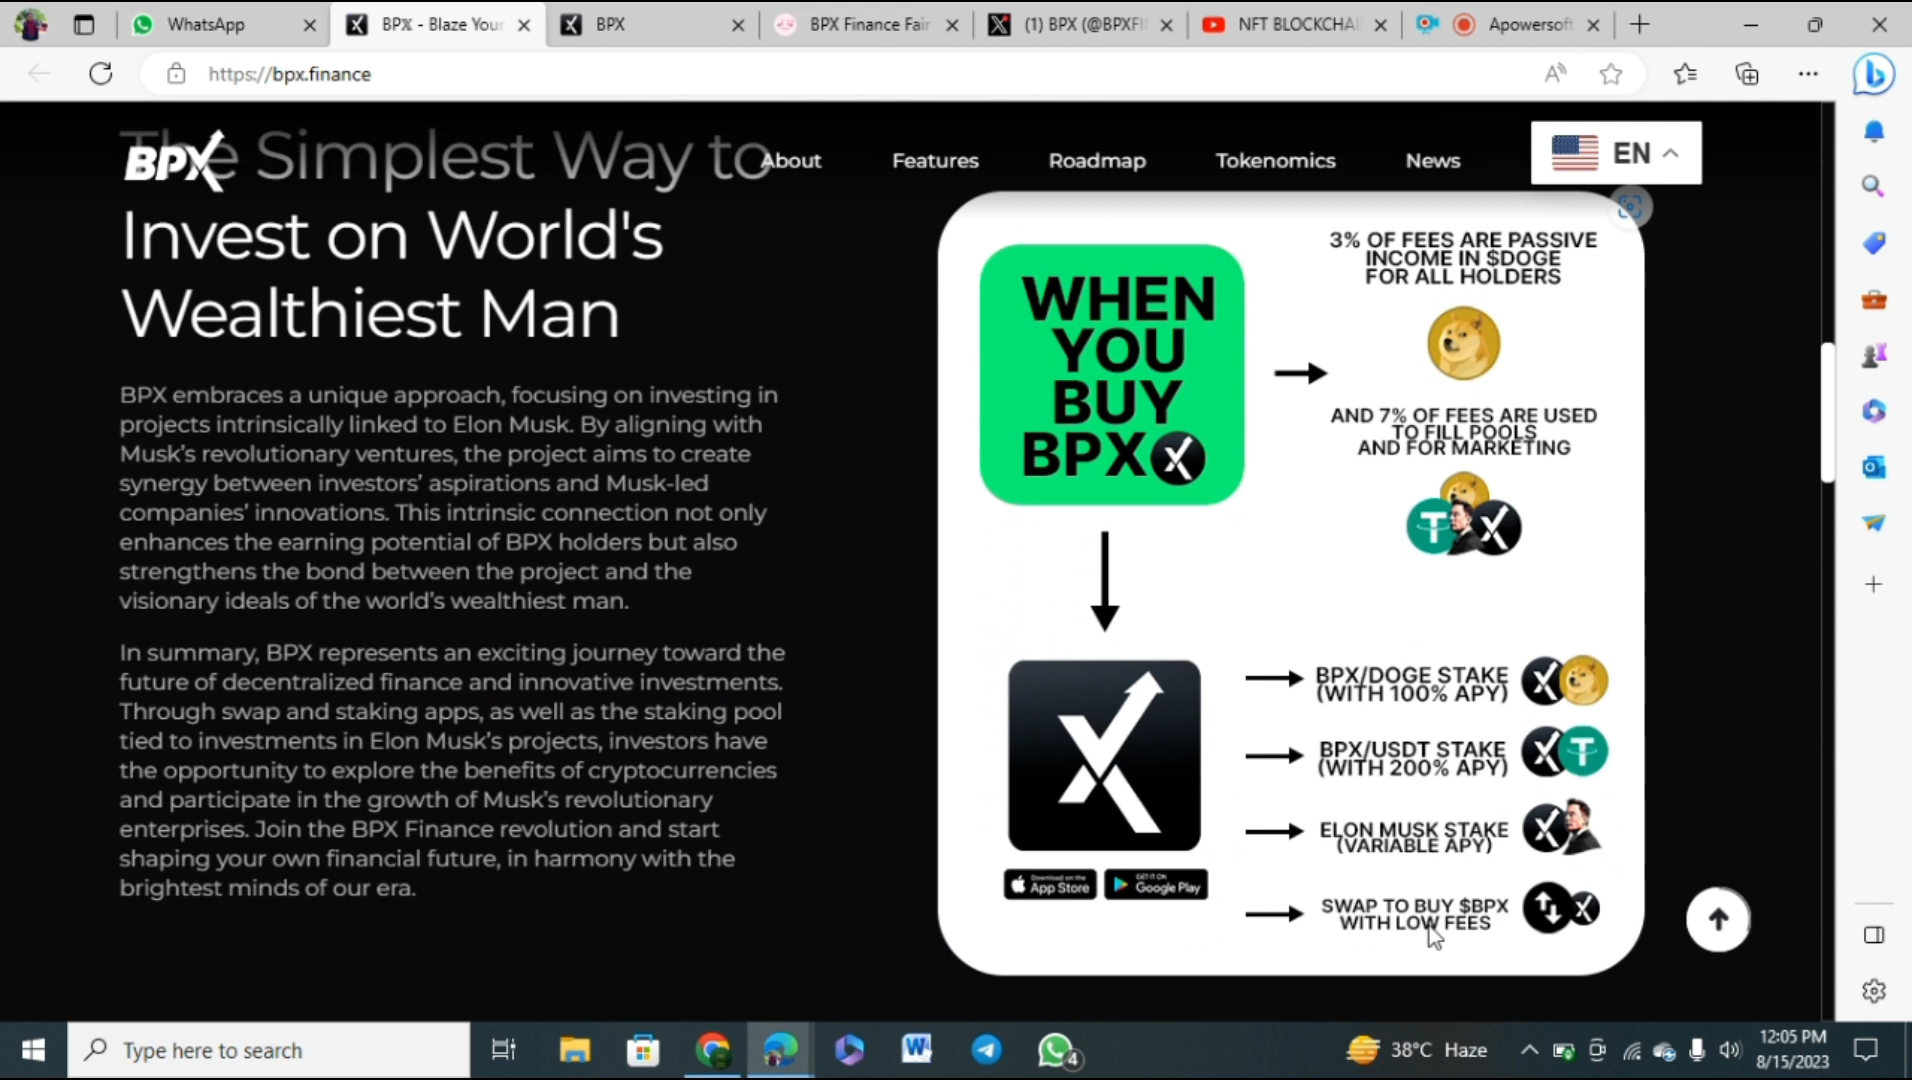 WhatsApp
BPX - Blaze Your
BPX
BPX Finance Fair
(1) BPX (@BPXFI
NFT BLOCKCHAI
Apowersoft
https://bpx.finance
BPX
About
Features
Roadmap
Tokenomics
News
EN
The Simplest Way to
Invest on World's
Wealthiest Man
BPX embraces a unique approach, focusing on investing in
projects intrinsically linked to Elon Musk. By aligning with
Musk's revolutionary ventures, the project aims to create
synergy between investors' aspirations and Musk-led
companies' innovations. This intrinsic connection not only
enhances the earning potential of BPX holders but also
strengthens the bond between the project and the
visionary ideals of the world's wealthiest man.
In summary, BPX represents an exciting journey toward the
future of decentralized finance and innovative investments.
Through swap and staking apps, as well as the staking pool
tied to investments in Elon Musk's projects, investors have
the opportunity to explore the benefits of cryptocurrencies
and participate in the growth of Musk's revolutionary
enterprises. Join the BPX Finance revolution and start
shaping your own financial future, in harmony with the
brightest minds of our era.
WHEN
YOU
BUY
BPX
3% OF FEES ARE PASSIVE
INCOME IN $DOGE
FOR ALL HOLDERS
AND 7% OF FEES ARE USED
TO FILL POOLS
AND FOR MARKETING
Download on the
App Store
GET IT ON
Google Play
BPX/DOGE STAKE
(WITH 100% APY)
BPX/USDT STAKE
(WITH 200% APY)
ELON MUSK STAKE
(VARIABLE APY)
SWAP TO BUY $BPX
WITH LOW FEES
Type here to search
4
38°C Haze
12:05 PM
8/15/2023